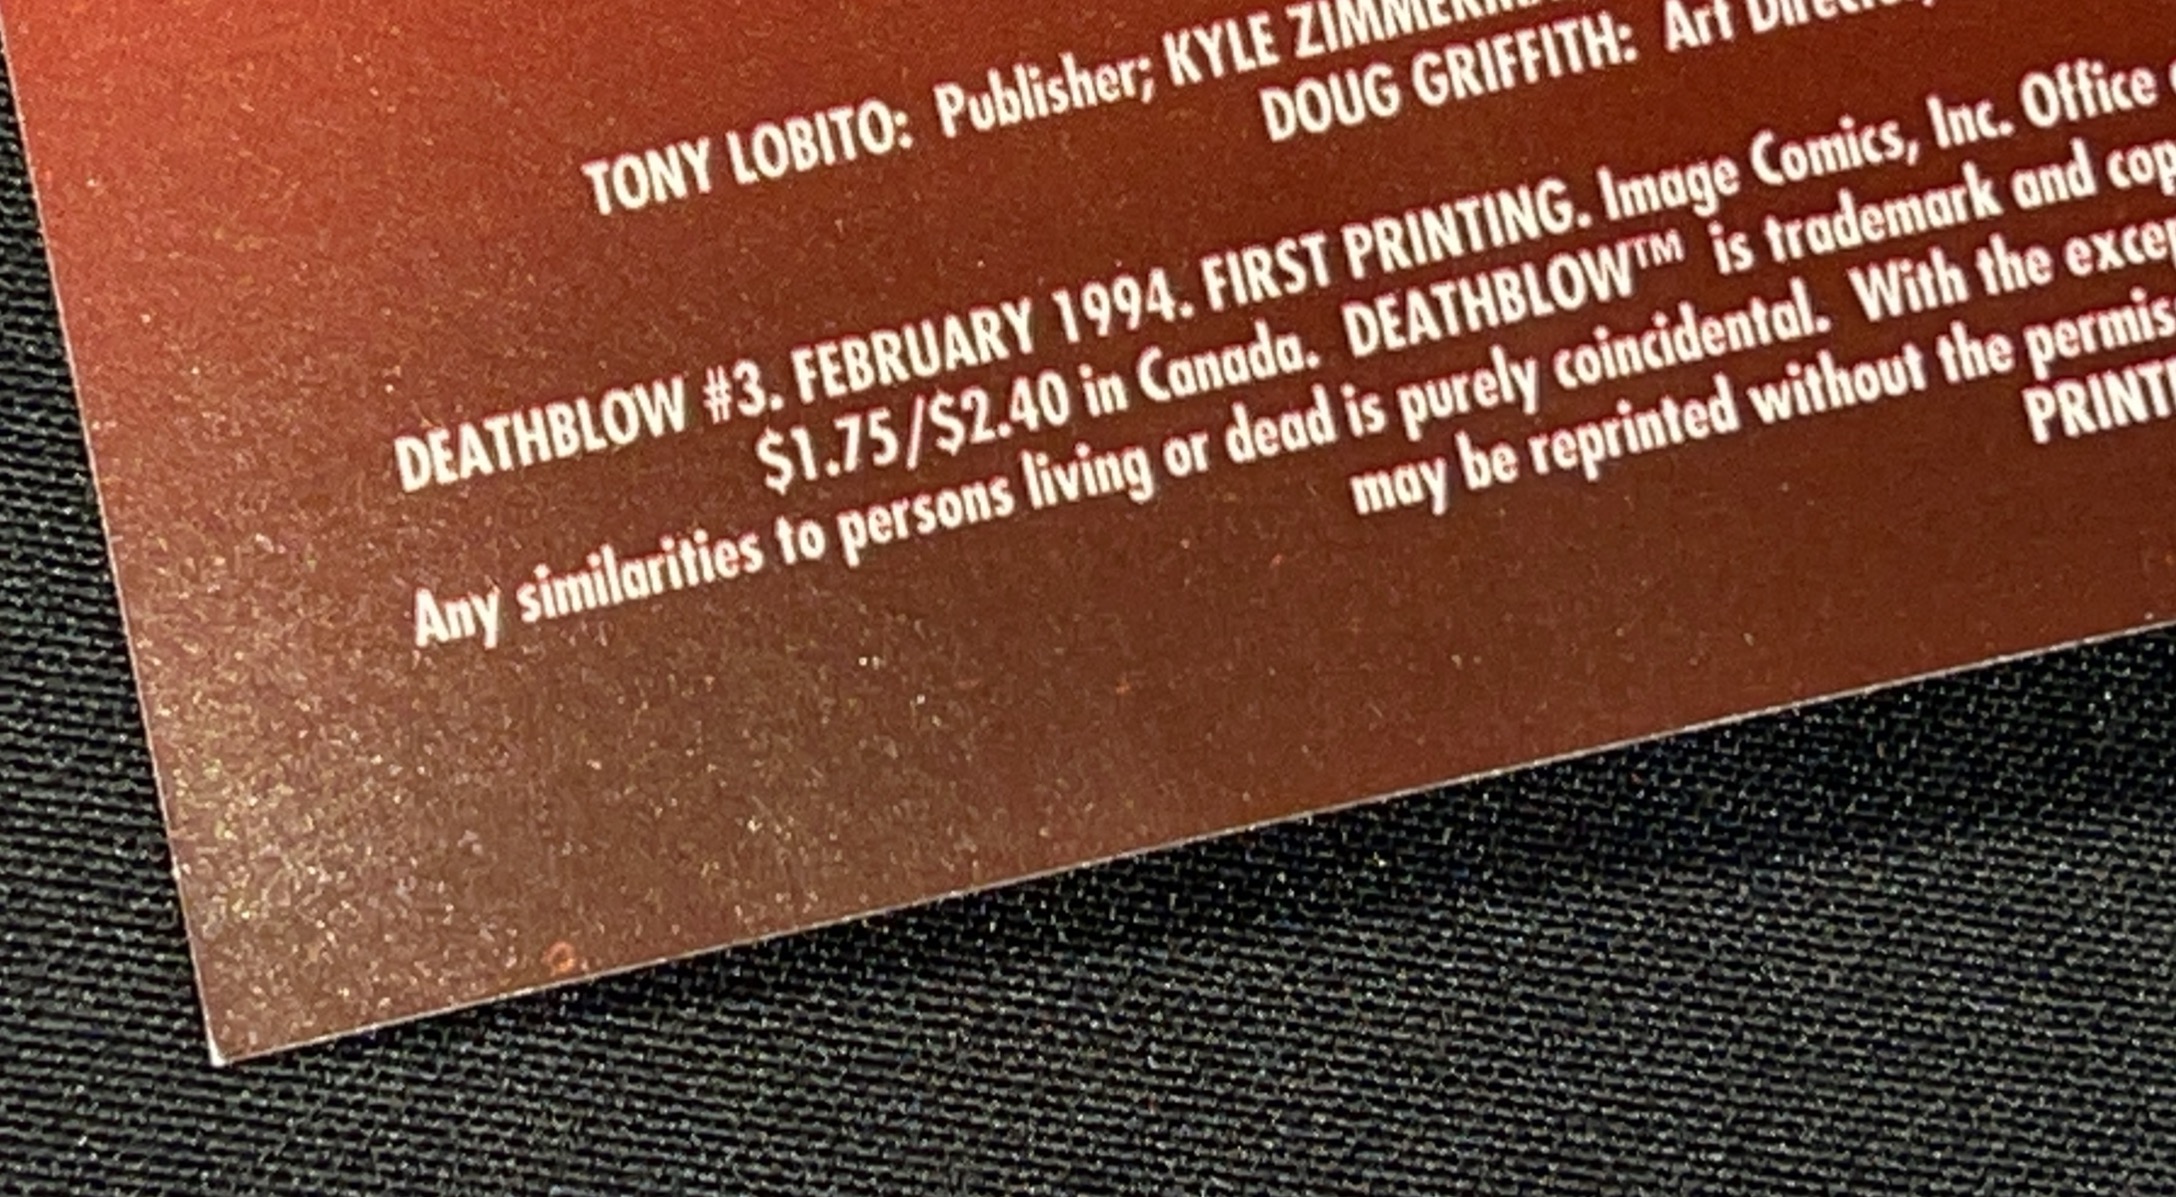 TONY LOBITO: Publisher; KYLE
DOUG GRIFFITH: Art
DEATHBLOW #3. FEBRUARY 1994. FIRST PRINTING. Image Comics, Inc. Office
$1.75/$2.40 in Canada. DEATHBLOW™ is trademark and
Any similarities to persons living or dead is purely coincidental. With the
may be reprinted without the